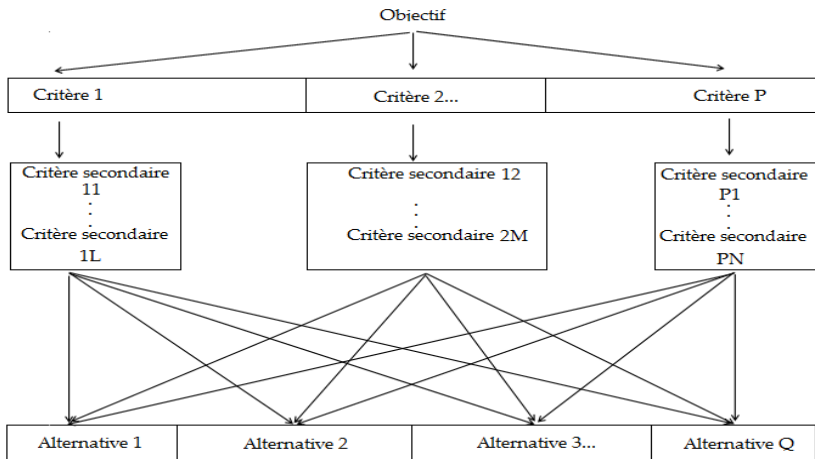 Objectif
Critère 1
Critère 2...
Critère P
Critère secondaire
11
Critère secondaire
1L
Critère secondaire 12
Critère secondaire 2M
Critère secondaire
P1
Critère secondaire
PN
Alternative 1
Alternative 2
Alternative 3...
Alternative Q